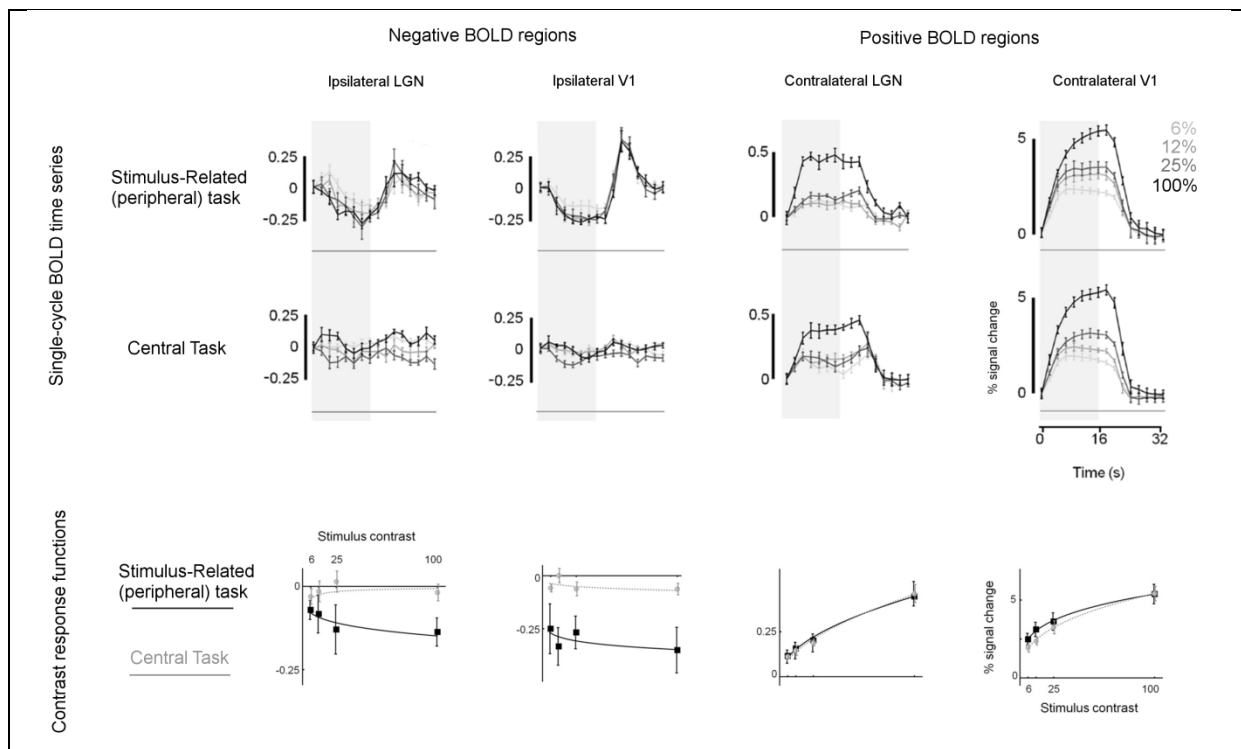 Negative BOLD regions
Positive BOLD regions
Ipsilateral LGN
Ipsilateral V1
Contralateral LGN
Contralateral V1
Single-cycle BOLD time series
Stimulus-Related
(peripheral) task
0.25
0
-0.25
0.25
0
-0.25
0.5
0
5
0
6%
12%
25%
100%
Central Task
0.25
0
-0.25
0.25
0
-0.25
0.5
0
% signal change
5
0
0
16
32
Time (s)
Contrast response functions
Stimulus-Related
(peripheral) task
Central Task
Stimulus contrast
6
25
100
0
-0.25
0
-0.25
0.25
0
% signal change
5
0
6
25
100
Stimulus contrast